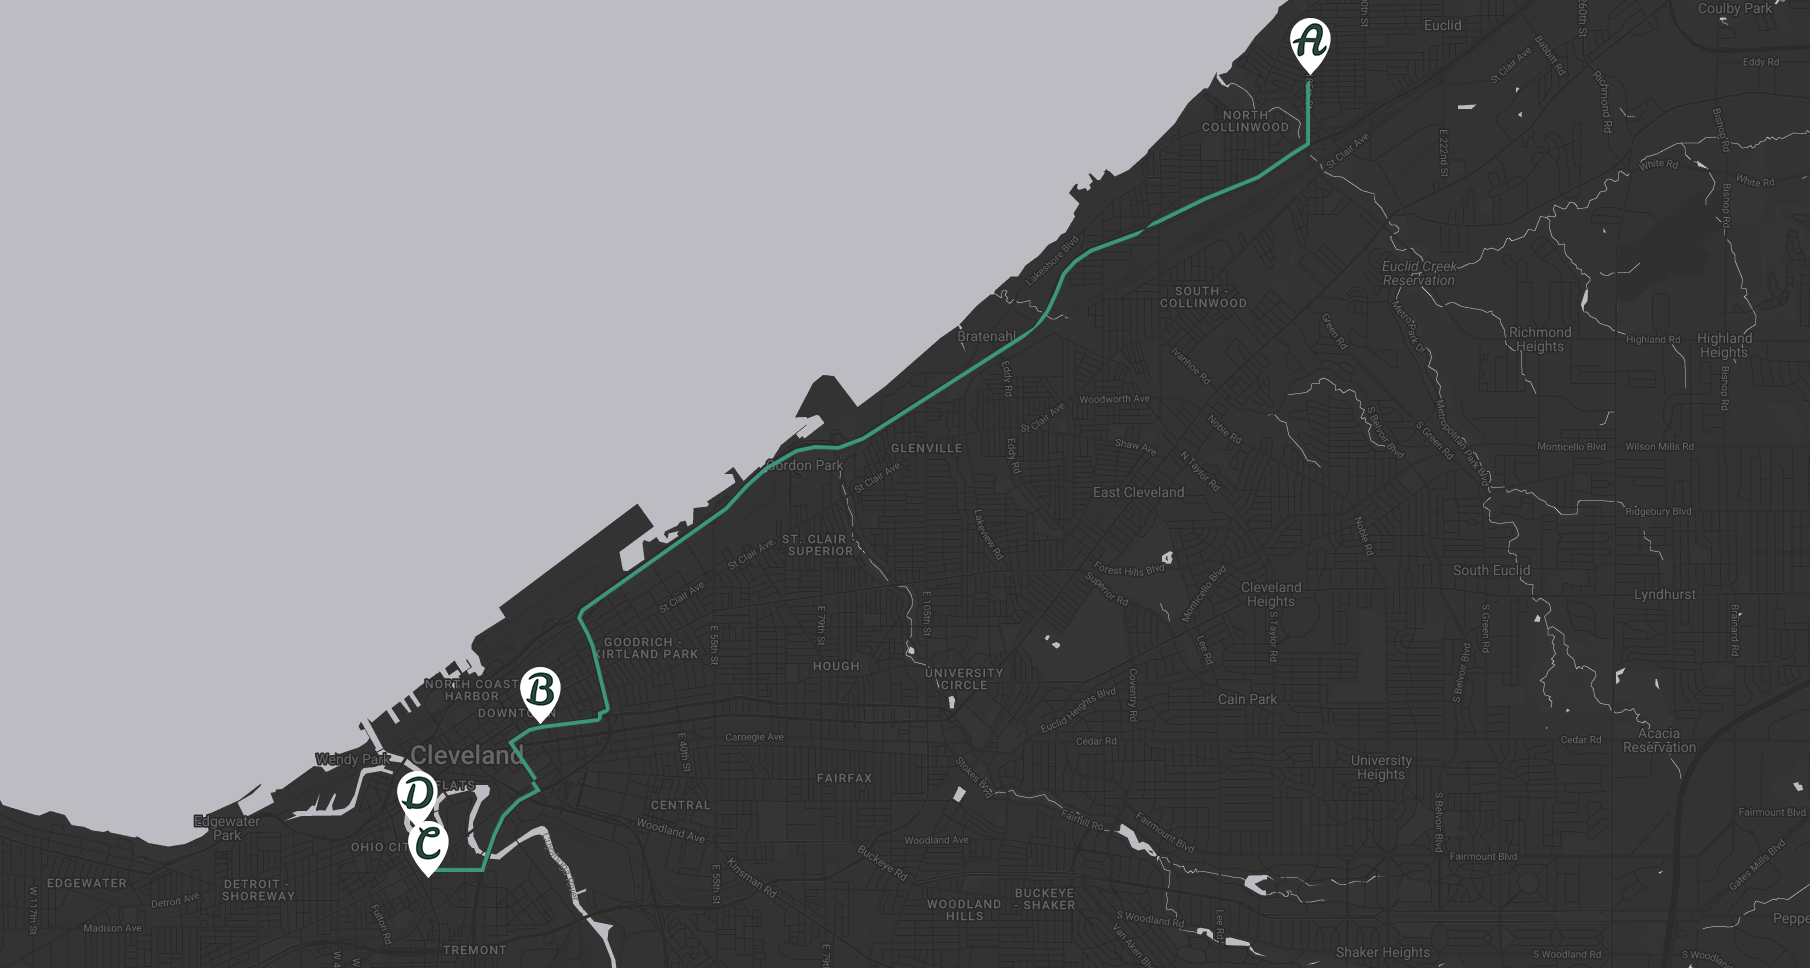 Coulby Park
Euclid
260th St
A
St Clair Ave
Babbitt Rd
Eddy Rd
Richmond Rd
NORTH
COLLINWOOD
Bishop Rd
E 222nd St
St Clair Ave
White Rd
White Rd
Bishop Rd
Lakeshore Blvd
Euclid Creek
Reservation
SOUTH -
COLLINWOOD
Metro Park Dr
Green Rd
Bratenahl
Richmond
Heights
Highland Rd
Highland
Heights
Ivanhoe Rd
Eddy Rd
Bishop Rd
Woodworth Ave
St Clair Ave
Noble Rd
S Belvoir Blvd
S Green Rd
Metropolitan Park Blvd
GLENVILLE
Shaw Ave
Monticello Blvd
Wilson Mills Rd
Eddy Rd
Gordon Park
St Clair Ave
N Taylor Rd
East Cleveland
Ridgebury Blvd
Lakeview Rd
Noble Rd
ST. CLAIR -
SUPERIOR
St Clair Ave
Forest Hills Blvd
South Euclid
Superior Rd
Monticello Blvd
Cleveland
Heights
Lyndhurst
St Clair Ave
E 79th St
E 105th St
E 55th St
Lee Rd
S Taylor Rd
S Green Rd
Brainard Rd
GOODRICH -
KIRTLAND PARK
HOUGH
UNIVERSITY
CIRCLE
S Belvoir Blvd
B
NORTH COAST
HARBOR
Coventry Rd
Cain Park
Euclid Heights Blvd
DOWNTOWN
Carnegie Ave
Cedar Rd
Cedar Rd
Acacia
Reservation
E 40th St
Cleveland
Wendy Park
University
Heights
FAIRFAX
Stokes Blvd
D
FLATS
CENTRAL
S Belvoir Blvd
Fairmount Blvd
Edgewater
Park
Woodland Ave
Fairhill Rd
Fairmount Blvd
C
OHIO CITY
Woodland Ave
Fairmount Blvd
Gates Mills Blvd
Buckeye Rd
EDGEWATER
DETROIT -
SHOREWAY
E 55th St
Kinsman Rd
BUCKEYE
- SHAKER
Detroit Ave
WOODLAND
HILLS
W 117th St
Fulton Rd
S Woodland Rd
Lee Rd
Madison Ave
TREMONT
Van Aken Blvd
Shaker Heights
S Woodland Rd